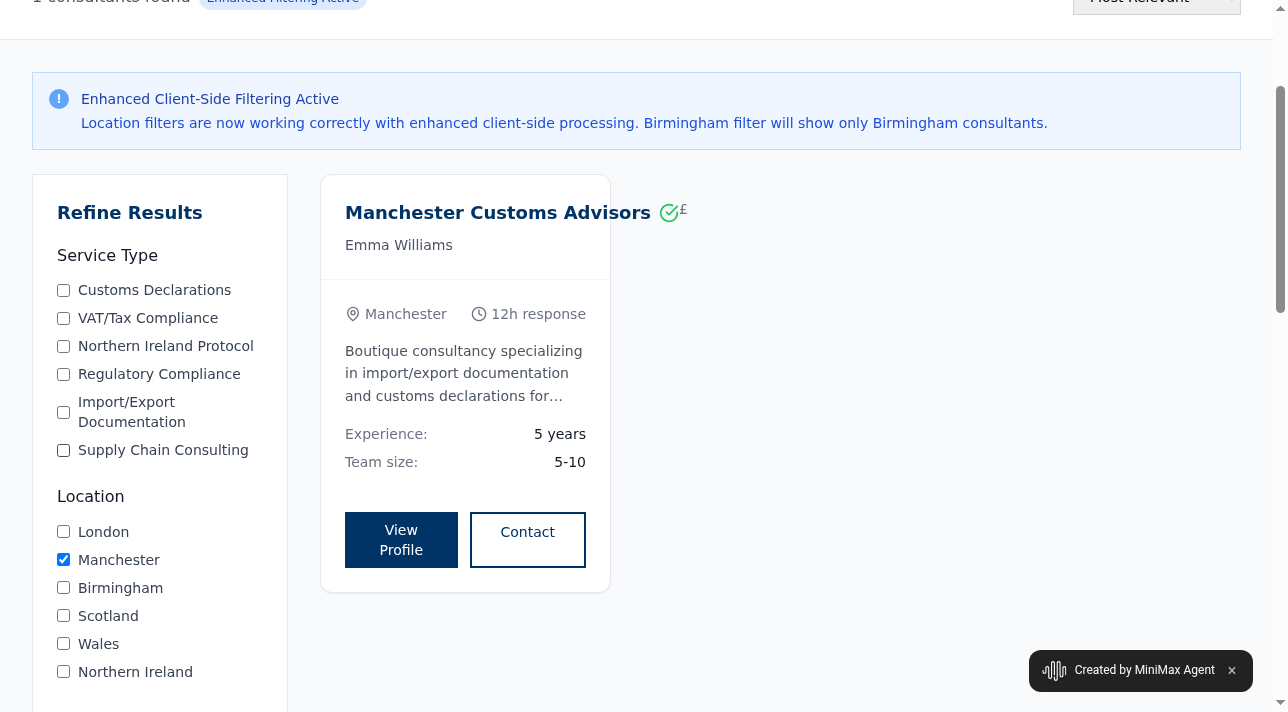 1 consultants found Enhanced Filtering Active Most Relevant
Enhanced Client-Side Filtering Active
Location filters are now working correctly with enhanced client-side processing. Birmingham filter will show only Birmingham consultants.
Refine Results
Service Type
Customs Declarations
VAT/Tax Compliance
Northern Ireland Protocol
Regulatory Compliance
Import/Export
Documentation
Supply Chain Consulting
Location
London
Manchester
Birmingham
Scotland
Wales
Northern Ireland
Manchester Customs Advisors £
Emma Williams
Manchester 12h response
Boutique consultancy specializing
in import/export documentation
and customs declarations for…
Experience: 5 years
Team size: 5-10
View
Profile
Contact
Created by MiniMax Agent ×